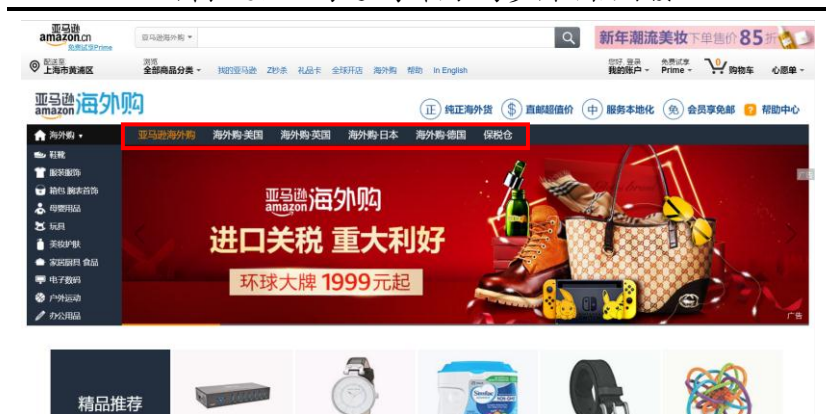 亚马逊
amazon.cn
免费试享Prime
亚马逊海外购
新年潮流美妆下单售价85折
配送至
上海市黄浦区
浏览
全部商品分类
我的亚马逊 Z秒杀 礼品卡 全球开店 海外购 帮助 In English
您好, 登录
我的账户
免费试享
Prime
0
购物车
心愿单
亚马逊海外购
amazon
正 纯正海外货 $ 直邮超值价 中 服务本地化 免 会员享免邮 ? 帮助中心
海外购 亚马逊海外购 海外购·美国 海外购·英国 海外购·日本 海外购·德国 保税仓
鞋靴
服装服饰
箱包 腕表首饰
母婴用品
玩具
美妆护肤
家居厨具 食品
电子数码
户外运动
办公用品
亚马逊海外购
amazon
进口关税 重大利好
环球大牌 1999元起
广告
广告
精品推荐
Similac